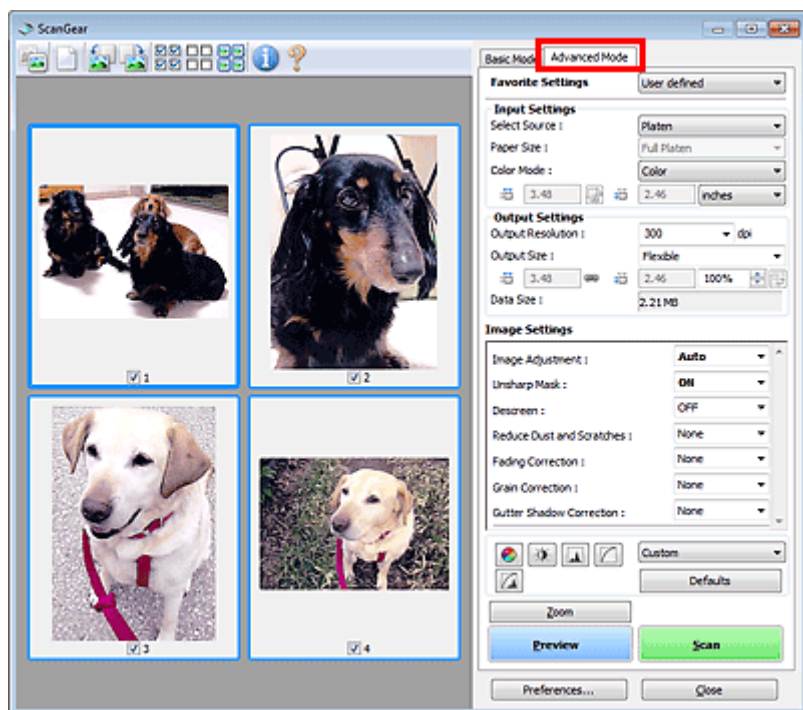 ScanGear
Basic Mode Advanced Mode
Favorite Settings User defined
Input Settings
Select Source : Platen
Paper Size : Full Platen
Color Mode : Color
3.48 2.46 inches
Output Settings
Output Resolution : 300 dpi
Output Size : Flexible
3.48 2.46 100%
Data Size : 2.21 MB
Image Settings
Image Adjustment : Auto
Unsharp Mask : ON
Descreen : OFF
Reduce Dust and Scratches : None
Fading Correction : None
Grain Correction : None
Gutter Shadow Correction : None
Custom
Defaults
Zoom
Preview Scan
Preferences... Close
1 2
3 4